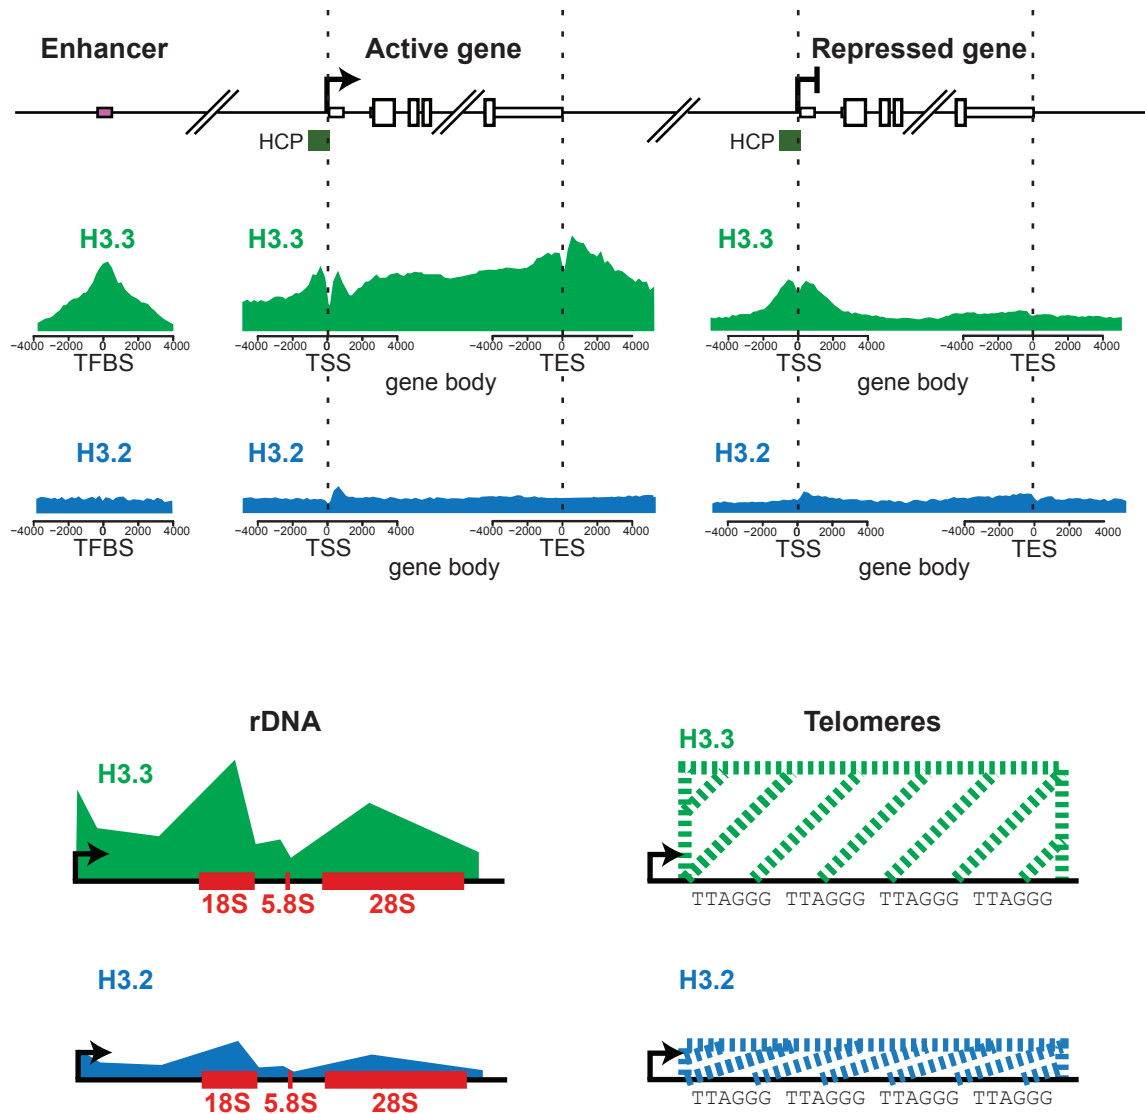 Enhancer Active gene Repressed gene
HCP HCP
H3.3 H3.3 H3.3
−4000 −2000 0 2000 4000 −4000 −2000 0 2000 4000 −4000 −2000 0 2000 4000 −4000 −2000 0 2000 4000 −4000 −2000 0 2000 4000
TFBS TSS TES TSS TES
gene body gene body
H3.2 H3.2 H3.2
−4000 −2000 0 2000 4000 −4000 −2000 0 2000 4000 −4000 −2000 0 2000 4000 −4000 −2000 0 2000 4000 −4000 −2000 0 2000 4000
TFBS TSS TES TSS TES
gene body gene body
rDNA Telomeres
H3.3 H3.3
18S 5.8S 28S
TTAGGG TTAGGG TTAGGG TTAGGG
H3.2 H3.2
18S 5.8S 28S
TTAGGG TTAGGG TTAGGG TTAGGG